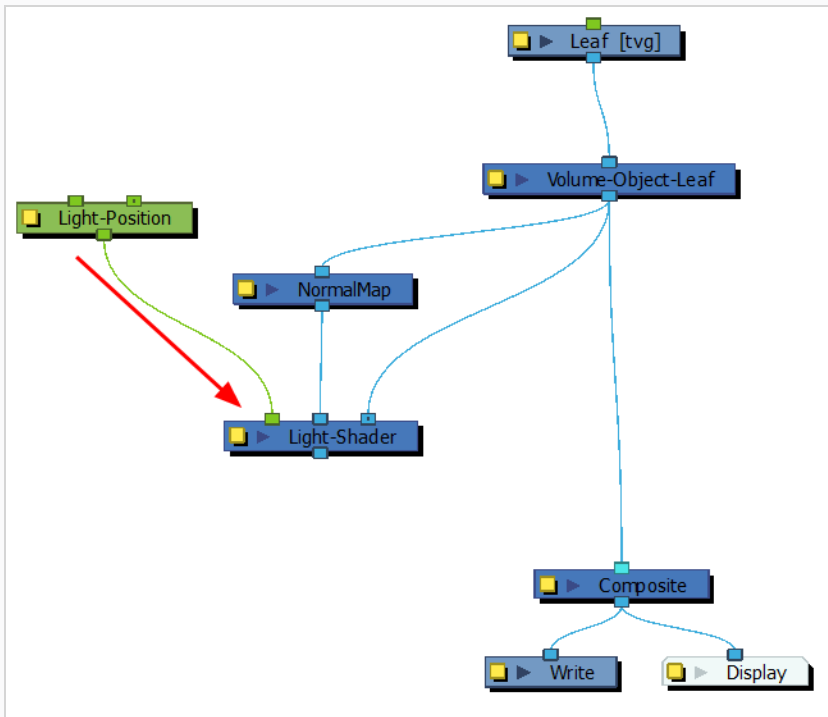 Leaf [tvg]
Volume-Object-Leaf
Light-Position
NormalMap
Light-Shader
Composite
Write
Display